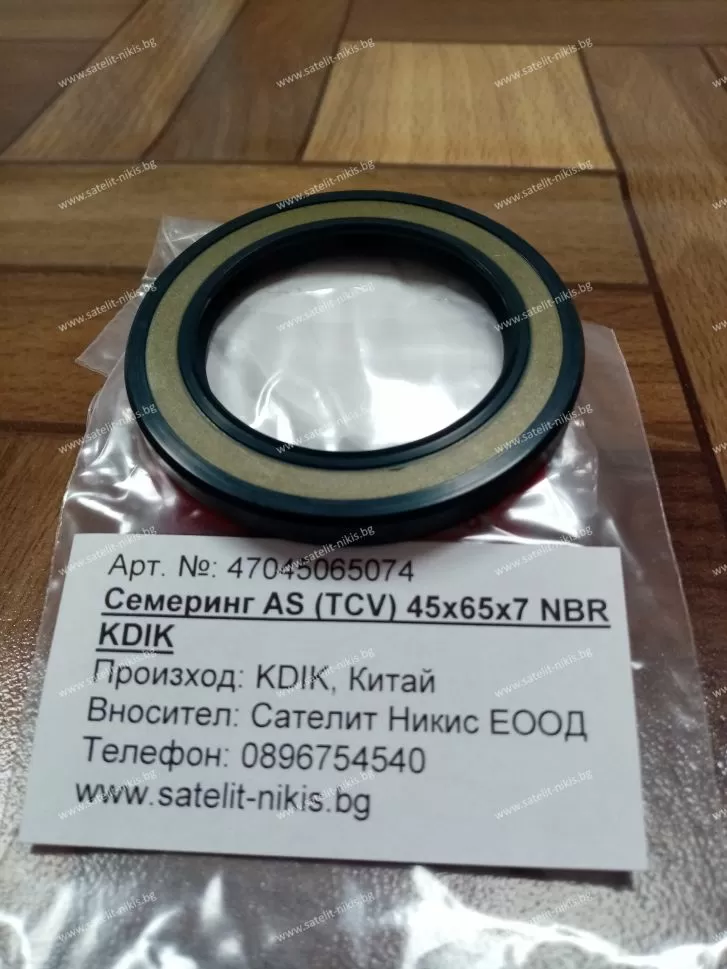 Арт. №: 47045065074
Семеринг AS (TCV) 45x65x7 NBR
KDIK
Произход: KDIK, Китай
Вносител: Сателит Никис ЕООД
Телефон: 0896754540
www.satelit-nikis.bg